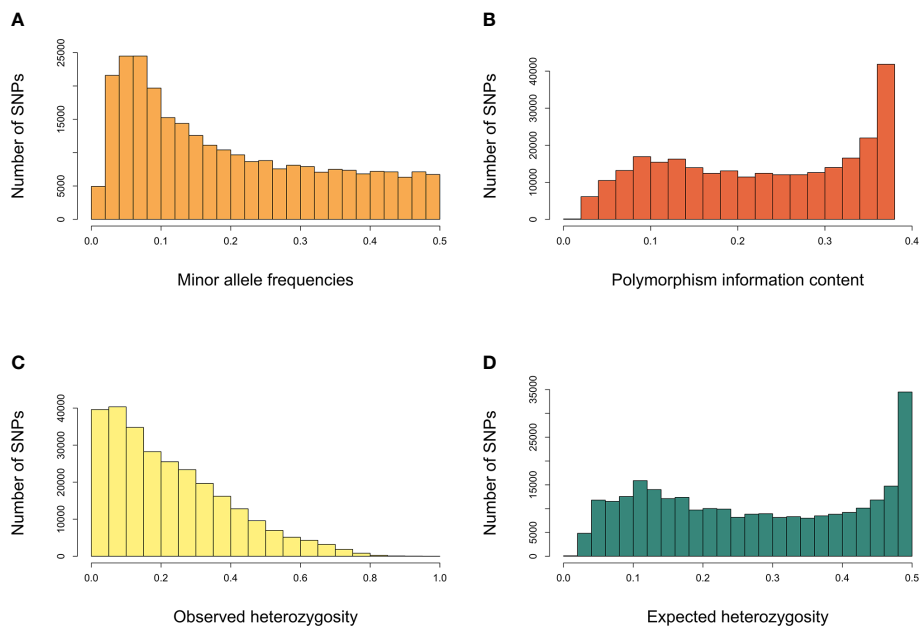 A
Number of SNPs
0
5000
15000
25000
0.0 0.1 0.2 0.3 0.4 0.5
Minor allele frequencies
B
Number of SNPs
0
10000
20000
30000
40000
0.0 0.1 0.2 0.3 0.4
Polymorphism information content
C
Number of SNPs
0
10000
20000
30000
40000
0.0 0.2 0.4 0.6 0.8 1.0
Observed heterozygosity
D
Number of SNPs
0
5000
15000
25000
35000
0.0 0.1 0.2 0.3 0.4 0.5
Expected heterozygosity